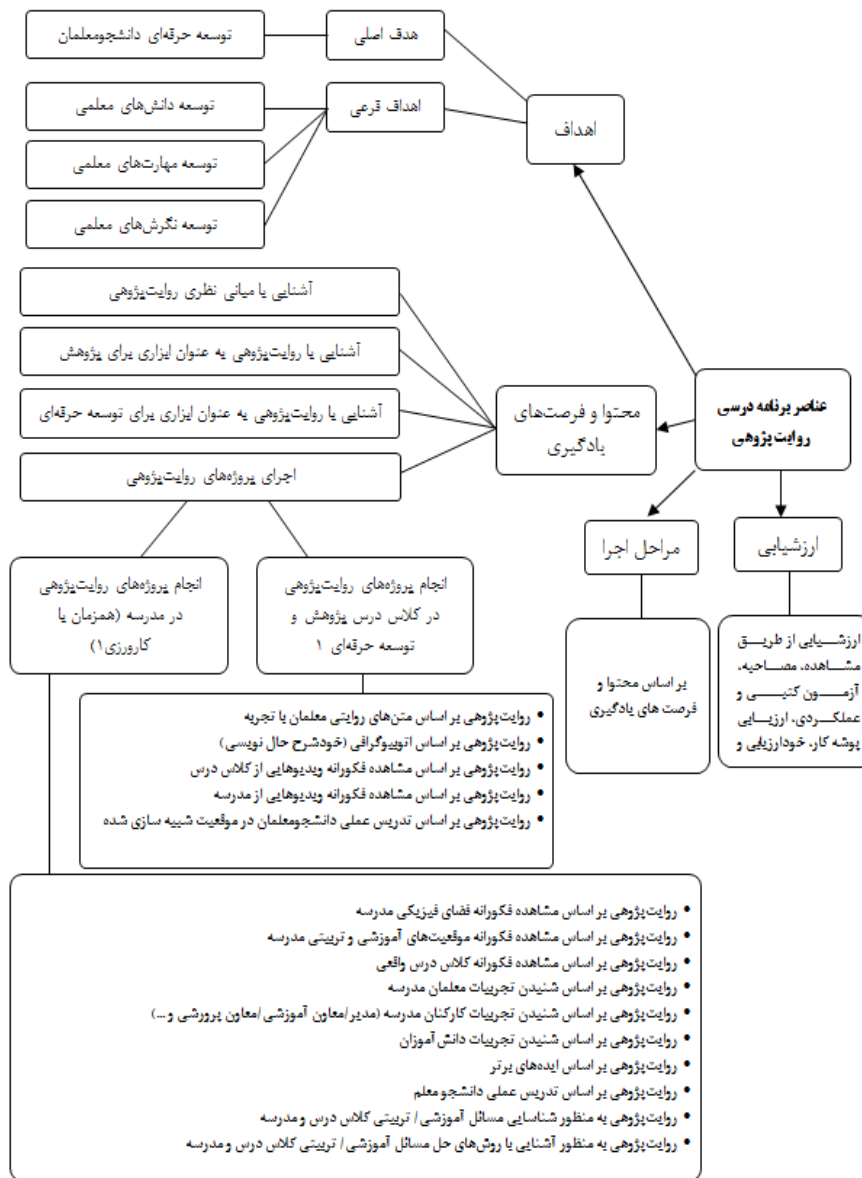 توسعه حرفه‌ای دانشجومعلمان
هدف اصلی
توسعه دانش‌های معلمی
اهداف فرعی
اهداف
توسعه مهارت‌های معلمی
توسعه نگرش‌های معلمی
آشنایی با مبانی نظری روایت‌پژوهی
آشنایی با روایت‌پژوهی به عنوان ابزاری برای پژوهش
آشنایی با روایت‌پژوهی به عنوان ابزاری برای توسعه حرفه‌ای
اجرای پروژه‌های روایت‌پژوهی
محتوا و فرصت‌های
یادگیری
عناصر برنامه درسی
روایت‌پژوهی
مراحل اجرا
ارزشیابی
انجام پروژه‌های روایت‌پژوهی
در مدرسه (همزمان با
کارورزی۱)
انجام پروژه‌های روایت‌پژوهی
در کلاس درس پژوهش و
توسعه حرفه‌ای ۱
بر اساس محتوا و
فرصت های یادگیری
ارزشیابی از طریق
مشاهده، مصاحبه،
آزمون کتبی و
عملکردی، ارزیابی
پوشه کار، خودارزیابی و
• روایت‌پژوهی بر اساس متن‌های روایتی معلمان با تجربه
• روایت‌پژوهی بر اساس اتوبیوگرافی (خودشرح حال نویسی)
• روایت‌پژوهی بر اساس مشاهده فکورانه ویدیوهایی از کلاس درس
• روایت‌پژوهی بر اساس مشاهده فکورانه ویدیوهایی از مدرسه
• روایت‌پژوهی بر اساس تدریس عملی دانشجومعلمان در موقعیت شبیه سازی شده
• روایت‌پژوهی بر اساس مشاهده فکورانه فضای فیزیکی مدرسه
• روایت‌پژوهی بر اساس مشاهده فکورانه موقعیت‌های آموزشی و تربیتی مدرسه
• روایت‌پژوهی بر اساس مشاهده فکورانه کلاس درس واقعی
• روایت‌پژوهی بر اساس شنیدن تجربیات معلمان مدرسه
• روایت‌پژوهی بر اساس شنیدن تجربیات کارکنان مدرسه (مدیر/معاون آموزشی/معاون پرورشی و ...)
• روایت‌پژوهی بر اساس شنیدن تجربیات دانش آموزان
• روایت‌پژوهی بر اساس ایده‌های برتر
• روایت‌پژوهی بر اساس تدریس عملی دانشجو معلم
• روایت‌پژوهی به منظور شناسایی مسائل آموزشی/ تربیتی کلاس درس و مدرسه
• روایت‌پژوهی به منظور آشنایی با روش‌های حل مسائل آموزشی/ تربیتی کلاس درس و مدرسه